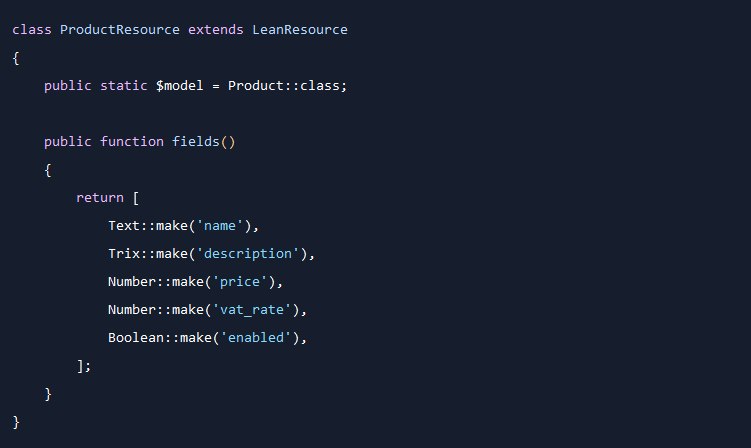 class ProductResource extends LeanResource
{
    public static $model = Product::class;

    public function fields()
    {
        return [
            Text::make('name'),
            Trix::make('description'),
            Number::make('price'),
            Number::make('vat_rate'),
            Boolean::make('enabled'),
        ];
    }
}